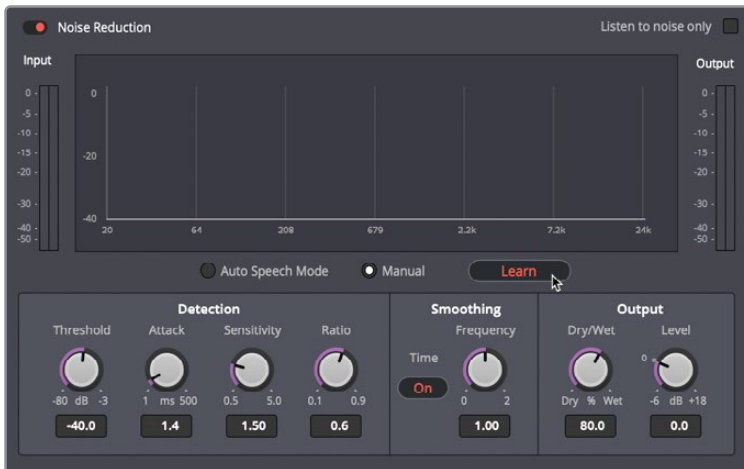 Noise Reduction
Listen to noise only
Input
Output
0
-5
-10
-15
-20
-30
-40
-50
0
-20
-40
20 64 208 679 2.2k 7.2k 24k
0
-5
-10
-15
-20
-30
-40
-50
Auto Speech Mode Manual Learn
Detection
Threshold Attack Sensitivity Ratio
-80 dB -3 1 ms 500 0.5 5.0 0.1 0.9
-40.0 1.4 1.50 0.6
Smoothing
Frequency
Time
On
0 2
1.00
Output
Dry/Wet Level
0
Dry % Wet -6 dB +18
80.0 0.0